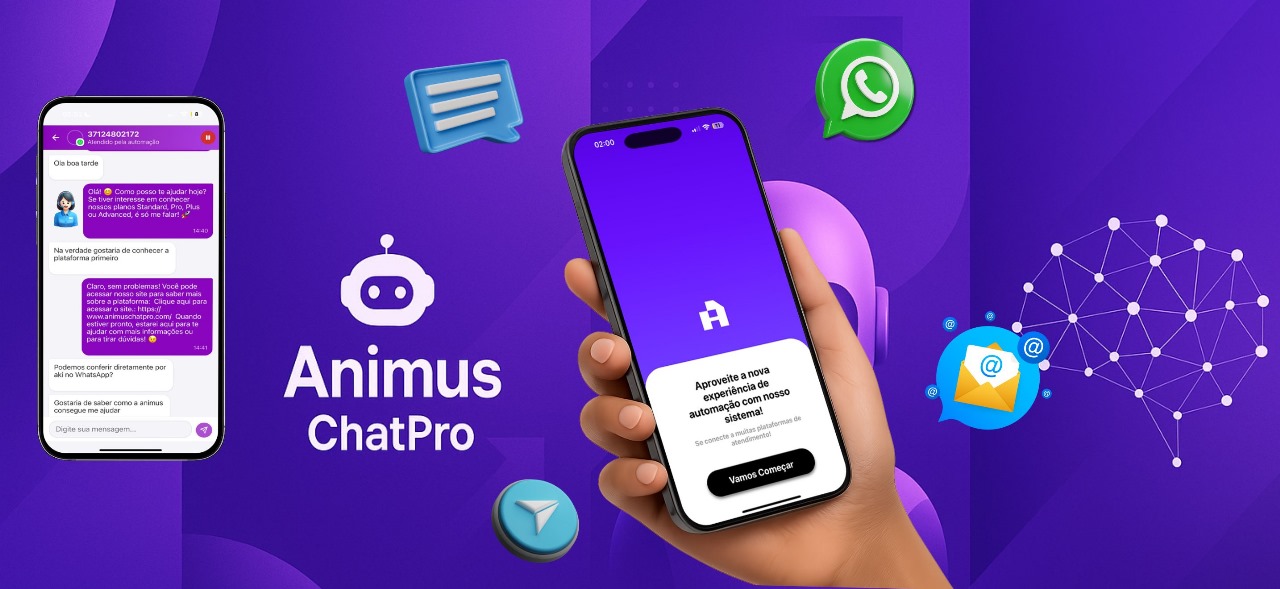 37124802172
Atendido pela automação
Ola boa tarde
Olá! 😄 Como posso te ajudar hoje?
Se tiver interesse em conhecer
nossos planos Standard, Pro, Plus
ou Advanced, é só me falar! 🚀
14:40
Na verdade gostaria de conhecer a
plataforma primeiro
Claro, sem problemas! Você pode
acessar nosso site para saber mais
sobre a plataforma: Clique aqui para
acessar o site.: https://
www.animuschatpro.com/ Quando
estiver pronto, estarei aqui para te
ajudar com mais informações ou
para tirar dúvidas! 😊
14:41
Podemos conferir diretamente por
aki no WhatsApp?
Gostaria de saber como a animus
consegue me ajudar
Digite sua mensagem...
Animus
ChatPro
02:00
Aproveite a nova
experiência de
automação com nosso
sistema!
Se conecte a muitas plataformas de
atendimento!
Vamos Começar
@
@
@
@
@
@